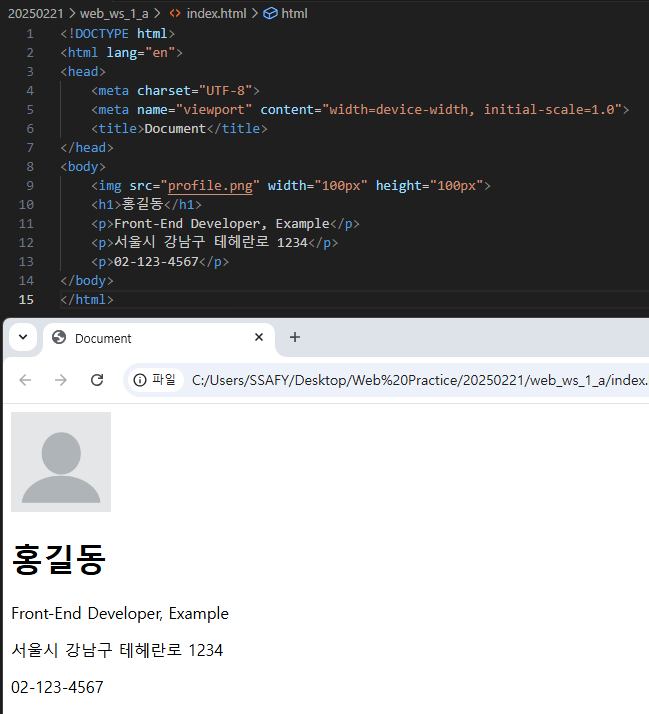 20250221 > web_ws_1_a > <> index.html > html
1 <!DOCTYPE html>
2 <html lang="en">
3 <head>
4     <meta charset="UTF-8">
5     <meta name="viewport" content="width=device-width, initial-scale=1.0">
6     <title>Document</title>
7 </head>
8 <body>
9     <img src="profile.png" width="100px" height="100px">
10     <h1>홍길동</h1>
11     <p>Front-End Developer, Example</p>
12     <p>서울시 강남구 테헤란로 1234</p>
13     <p>02-123-4567</p>
14 </body>
15 </html>
Document
파일 C:/Users/SSAFY/Desktop/Web%20Practice/20250221/web_ws_1_a/index.
홍길동
Front-End Developer, Example
서울시 강남구 테헤란로 1234
02-123-4567